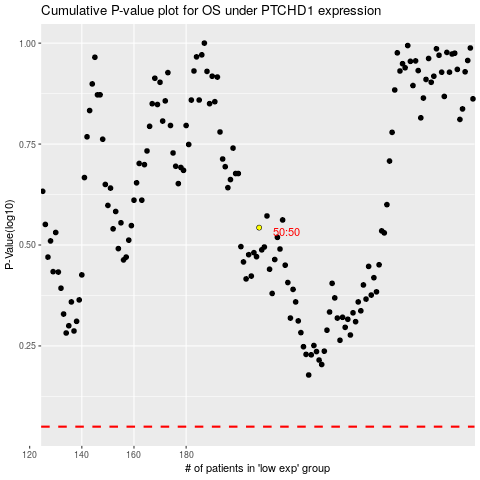 Cumulative P-value plot for OS under PTCHD1 expression
1.00
0.75
0.50
0.25
P-Value(log10)
50:50
120 140 160 180
# of patients in 'low exp' group